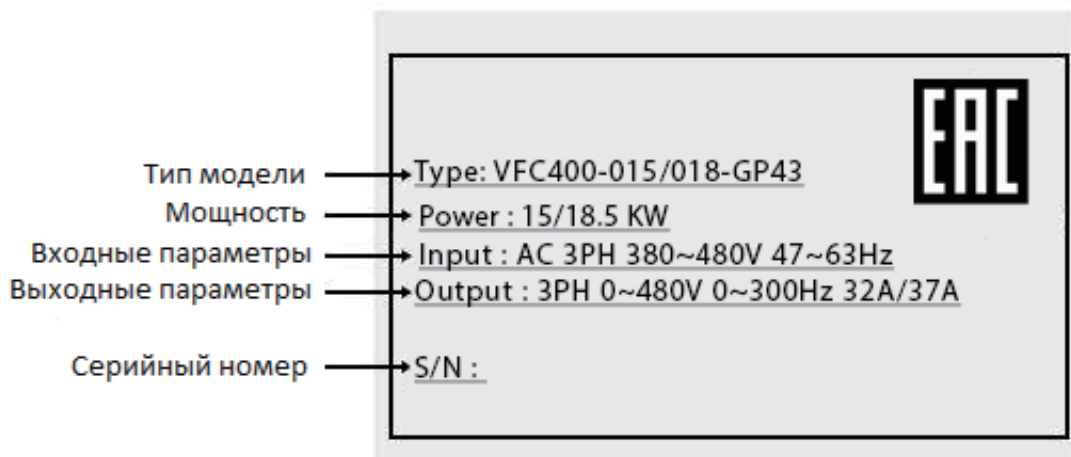 EAC
Тип модели Type: VFC400-015/018-GP43
Мощность Power : 15/18.5 KW
Входные параметры Input : AC 3PH 380~480V 47~63Hz
Выходные параметры Output : 3PH 0~480V 0~300Hz 32A/37A
Серийный номер S/N :